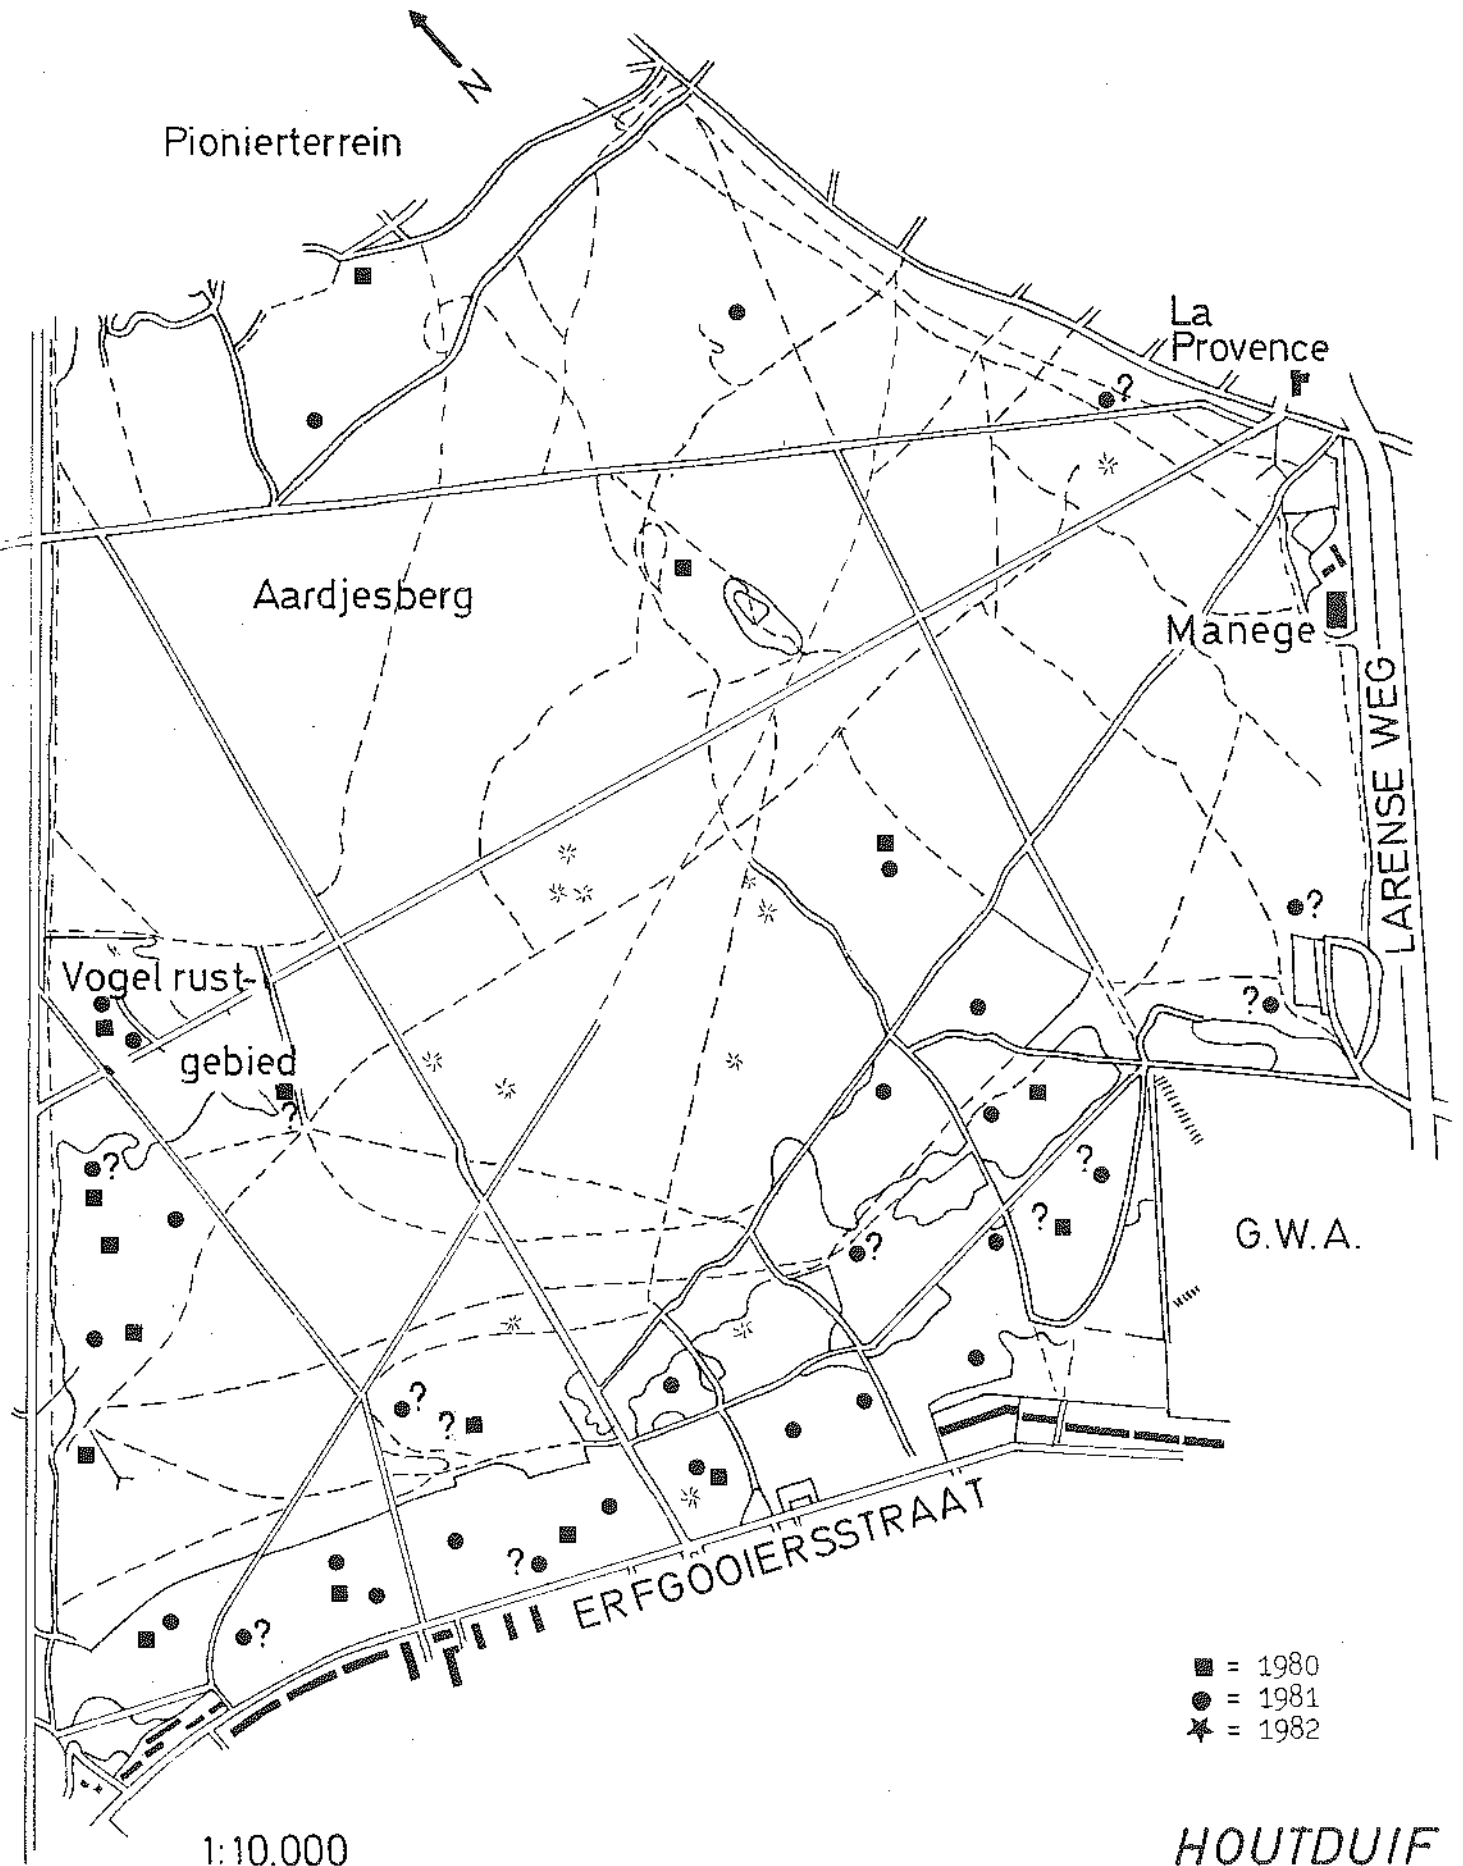 N
Pionierterrein
La
Provence
?
Aardjesberg
Manege
LARENSE WEG
?
Vogel rust-
?
gebied
?
?
?
?
G.W.A.
?
?
?
?
ERFGOOIERSSTRAAT
?
■ = 1980
● = 1981
★ = 1982
1:10.000
HOUTDUIF